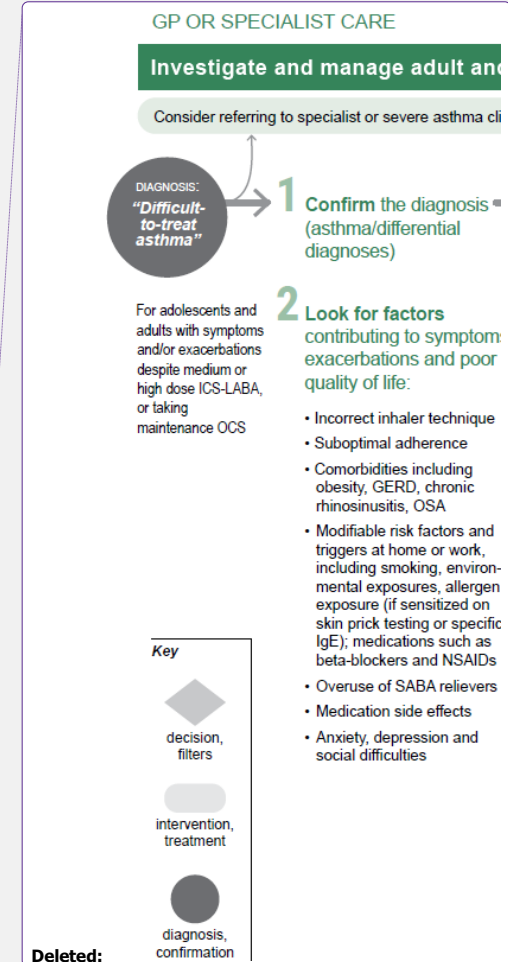 GP OR SPECIALIST CARE
Investigate and manage adult and
Consider referring to specialist or severe asthma cli
DIAGNOSIS:
"Difficult-
to-treat
asthma"
For adolescents and
adults with symptoms
and/or exacerbations
despite medium or
high dose ICS-LABA,
or taking
maintenance OCS
1 Confirm the diagnosis
(asthma/differential
diagnoses)
2 Look for factors
contributing to symptoms
exacerbations and poor
quality of life:
• Incorrect inhaler technique
• Suboptimal adherence
• Comorbidities including
obesity, GERD, chronic
rhinosinusitis, OSA
• Modifiable risk factors and
triggers at home or work,
including smoking, environ-
mental exposures, allergen
exposure (if sensitized on
skin prick testing or specific
IgE); medications such as
beta-blockers and NSAIDs
• Overuse of SABA relievers
• Medication side effects
• Anxiety, depression and
social difficulties
Key
decision,
filters
intervention,
treatment
diagnosis,
confirmation
Deleted: